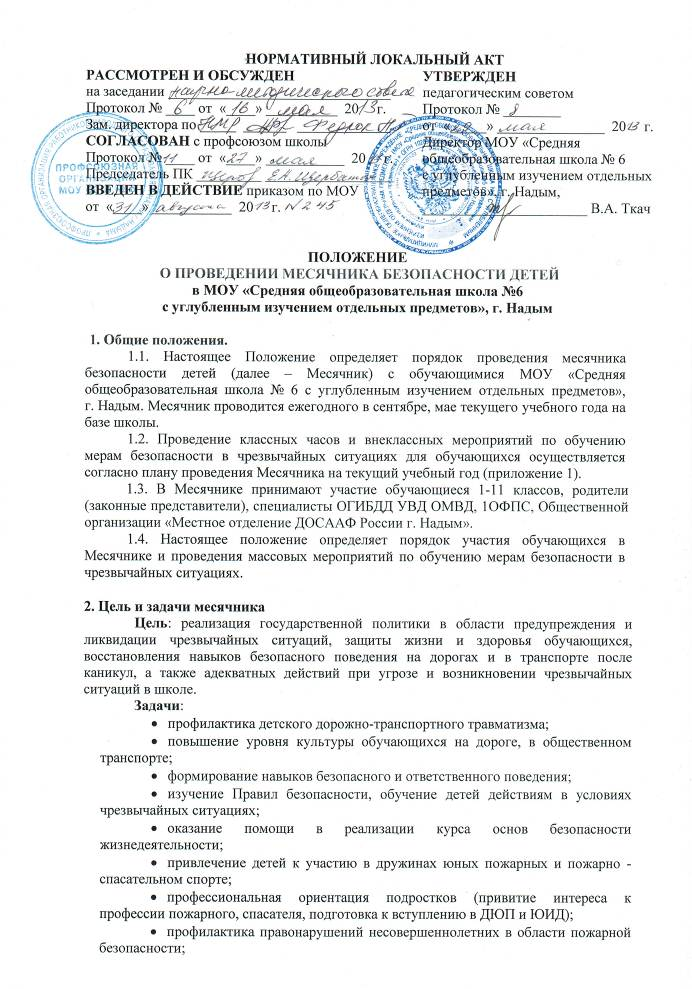 НОРМАТИВНЫЙ ЛОКАЛЬНЫЙ АКТ
РАССМОТРЕН И ОБСУЖДЕН
на заседании научно-методического совета
Протокол № 6 от «16» мая 2013г.
Зам. директора по НМР
СОГЛАСОВАН с профсоюзом школы
Протокол №11 от «27» мая 20 г.
Председатель ПК Е.Н.
ВВЕДЕН В ДЕЙСТВИЕ приказом по МОУ
от «31» августа 2013г. №245
УТВЕРЖДЕН
педагогическим советом
Протокол № 8
от « » мая 2013 г.
Директор МОУ «Средняя
общеобразовательная школа № 6
с углубленным изучением отдельных
предметов», г. Надым,
В.А. Ткач
ПРОФСОЮЗНАЯ
МОУ
ПОЛОЖЕНИЕ
О ПРОВЕДЕНИИ МЕСЯЧНИКА БЕЗОПАСНОСТИ ДЕТЕЙ
в МОУ «Средняя общеобразовательная школа №6
с углубленным изучением отдельных предметов», г. Надым
1. Общие положения.
1.1. Настоящее Положение определяет порядок проведения месячника
безопасности детей (далее – Месячник) с обучающимися МОУ «Средняя
общеобразовательная школа № 6 с углубленным изучением отдельных предметов»,
г. Надым. Месячник проводится ежегодного в сентябре, мае текущего учебного года на
базе школы.
1.2. Проведение классных часов и внеклассных мероприятий по обучению
мерам безопасности в чрезвычайных ситуациях для обучающихся осуществляется
согласно плану проведения Месячника на текущий учебный год (приложение 1).
1.3. В Месячнике принимают участие обучающиеся 1-11 классов, родители
(законные представители), специалисты ОГИБДД УВД ОМВД, 1ОФПС, Общественной
организации «Местное отделение ДОСААФ России г. Надым».
1.4. Настоящее положение определяет порядок участия обучающихся в
Месячнике и проведения массовых мероприятий по обучению мерам безопасности в
чрезвычайных ситуациях.
2. Цель и задачи месячника
Цель: реализация государственной политики в области предупреждения и
ликвидации чрезвычайных ситуаций, защиты жизни и здоровья обучающихся,
восстановления навыков безопасного поведения на дорогах и в транспорте после
каникул, а также адекватных действий при угрозе и возникновении чрезвычайных
ситуаций в школе.
Задачи:
• профилактика детского дорожно-транспортного травматизма;
• повышение уровня культуры обучающихся на дороге, в общественном
транспорте;
• формирование навыков безопасного и ответственного поведения;
• изучение Правил безопасности, обучение детей действиям в условиях
чрезвычайных ситуациях;
• оказание помощи в реализации курса основ безопасности
жизнедеятельности;
• привлечение детей к участию в дружинах юных пожарных и пожарно -
спасательном спорте;
• профессиональная ориентация подростков (привитие интереса к
профессии пожарного, спасателя, подготовка к вступлению в ДЮП и ЮИД);
• профилактика правонарушений несовершеннолетних в области пожарной
безопасности;